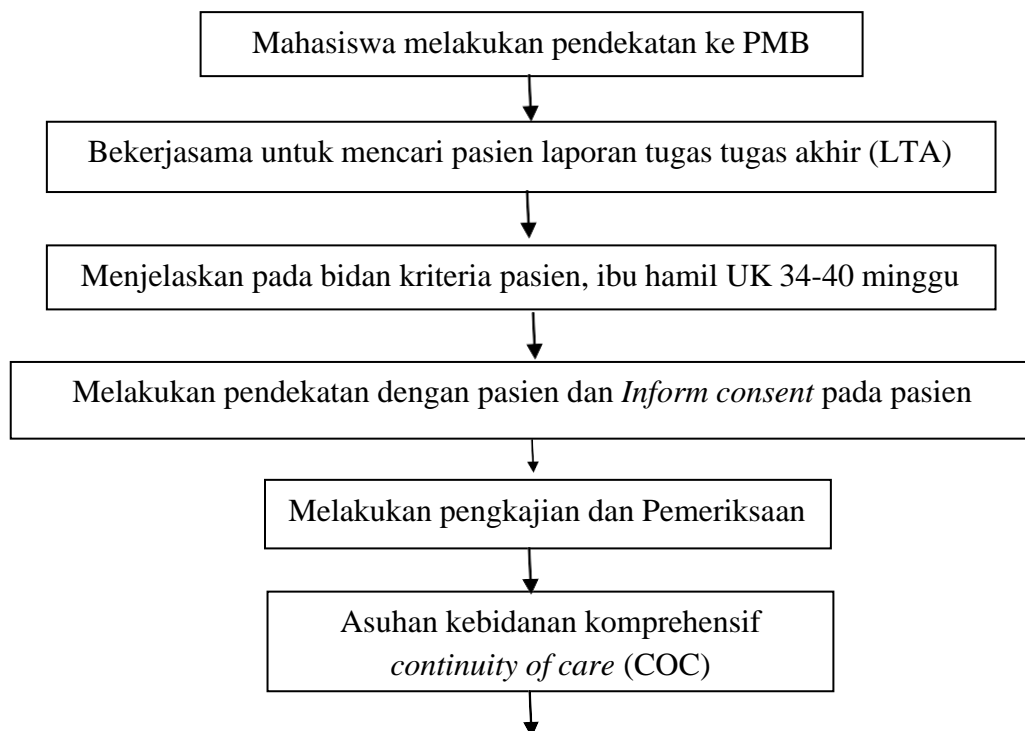 Mahasiswa melakukan pendekatan ke PMB
Bekerjasama untuk mencari pasien laporan tugas tugas akhir (LTA)
Menjelaskan pada bidan kriteria pasien, ibu hamil UK 34-40 minggu
Melakukan pendekatan dengan pasien dan Inform consent pada pasien
Melakukan pengkajian dan Pemeriksaan
Asuhan kebidanan komprehensif
continuity of care (COC)